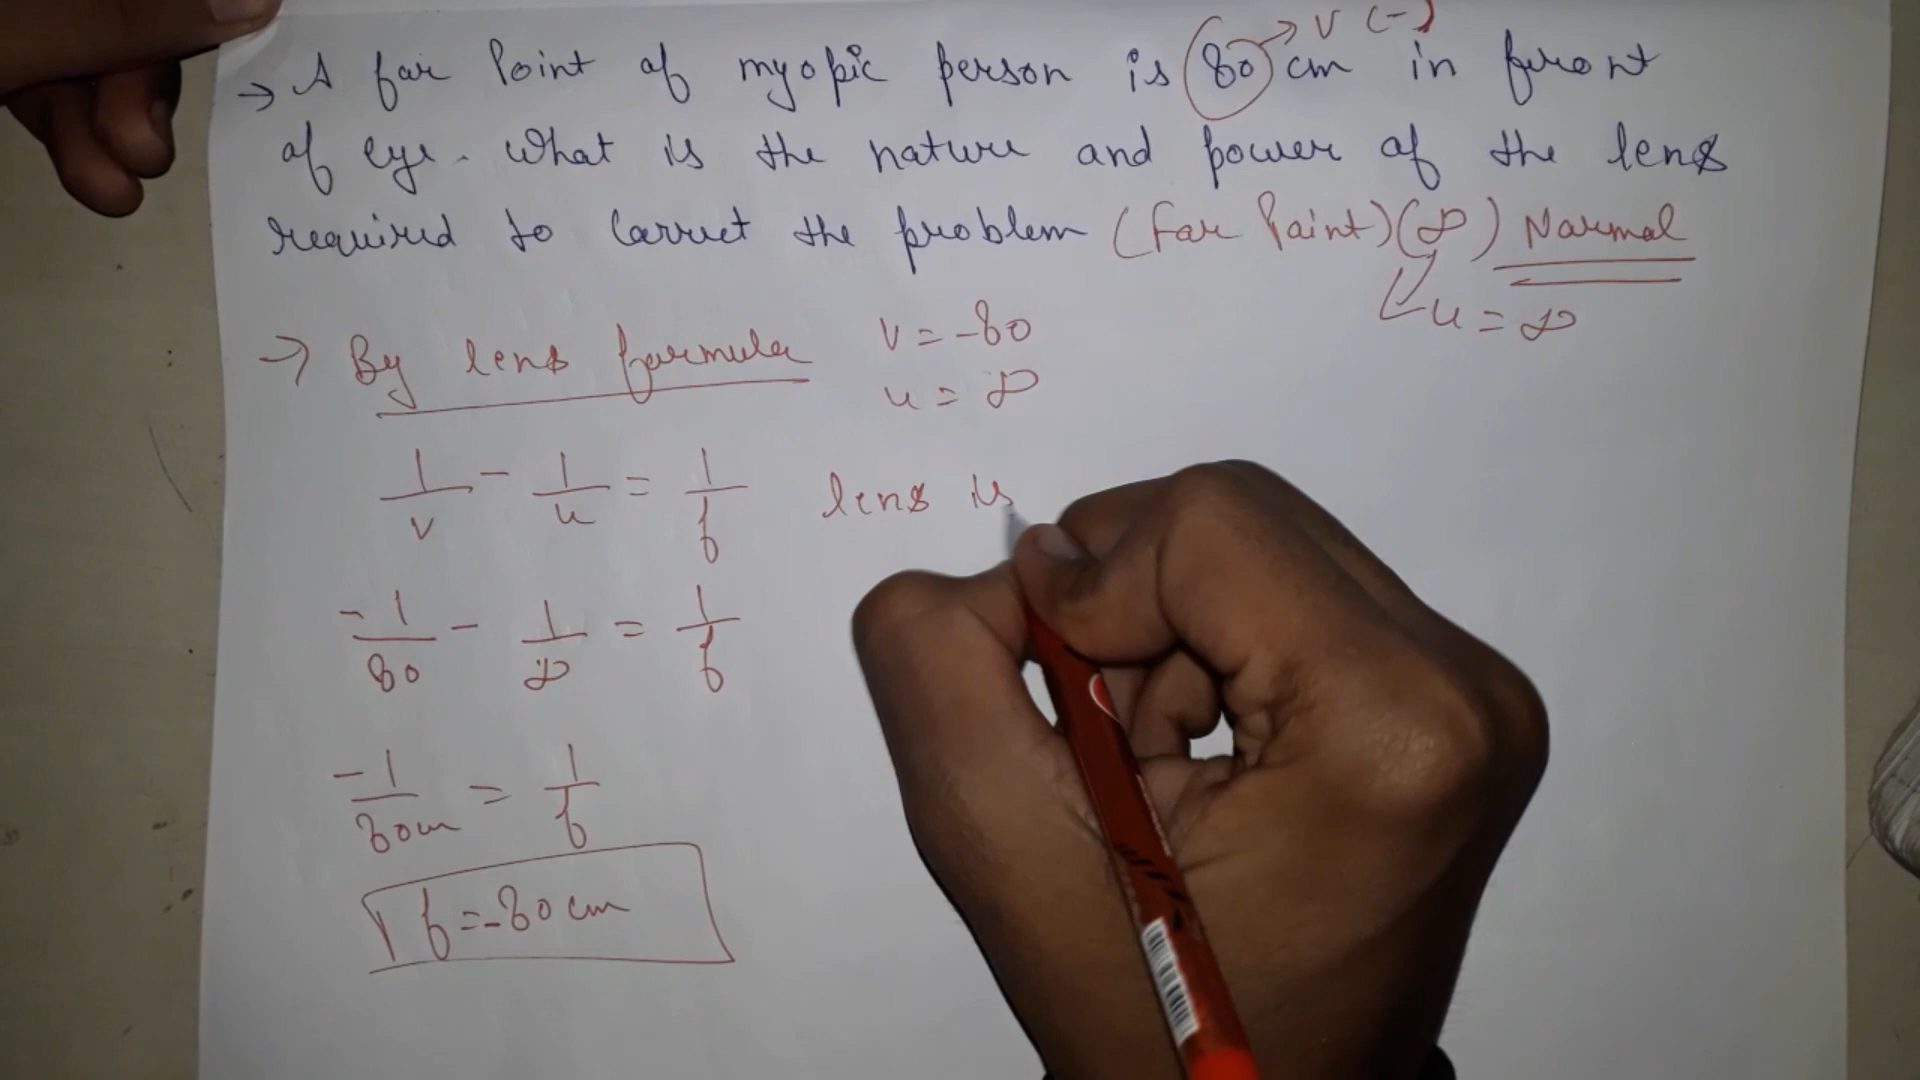 → A far Point of myopic person is 80 cm in front
→ v (-)
of eye. What is the nature and power of the lens
required to correct the problem (Far Point) (∞) Normal
u = ∞
→ By lens formula
v = -80
u = ∞
1/v - 1/u = 1/f
lens is
-1/80 - 1/∞ = 1/f
-1/80cm = 1/f
f = -80 cm